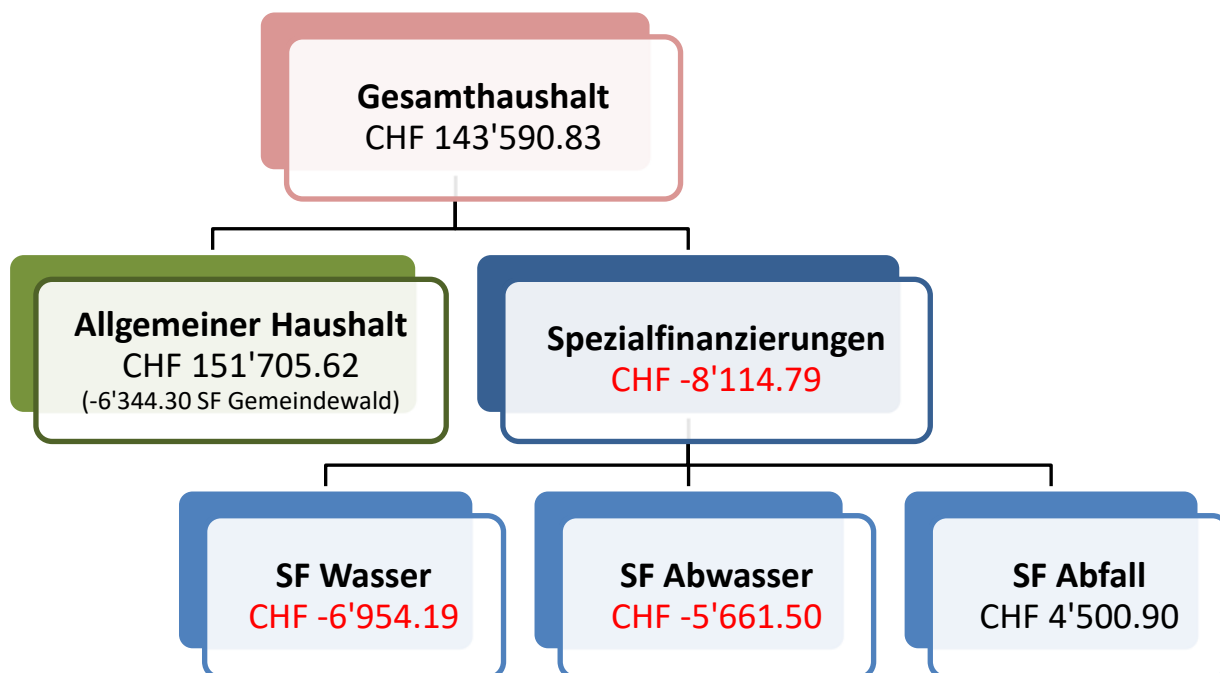 Gesamthaushalt
CHF 143'590.83
Allgemeiner Haushalt
CHF 151'705.62
(-6'344.30 SF Gemeindewald)
Spezialfinanzierungen
CHF -8'114.79
SF Wasser
CHF -6'954.19
SF Abwasser
CHF -5'661.50
SF Abfall
CHF 4'500.90